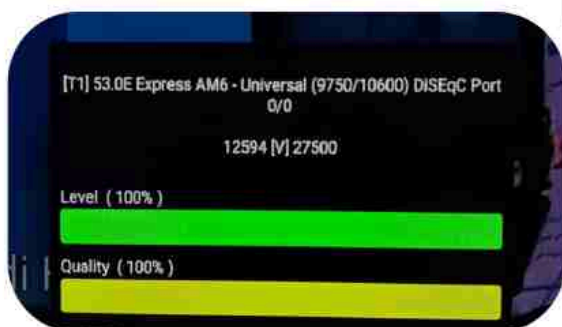 [T1] 53.0E Express AM6 - Universal (9750/10600) DiSEqC Port
0/0
12594 [V] 27500
Level ( 100% )
Quality ( 100% )